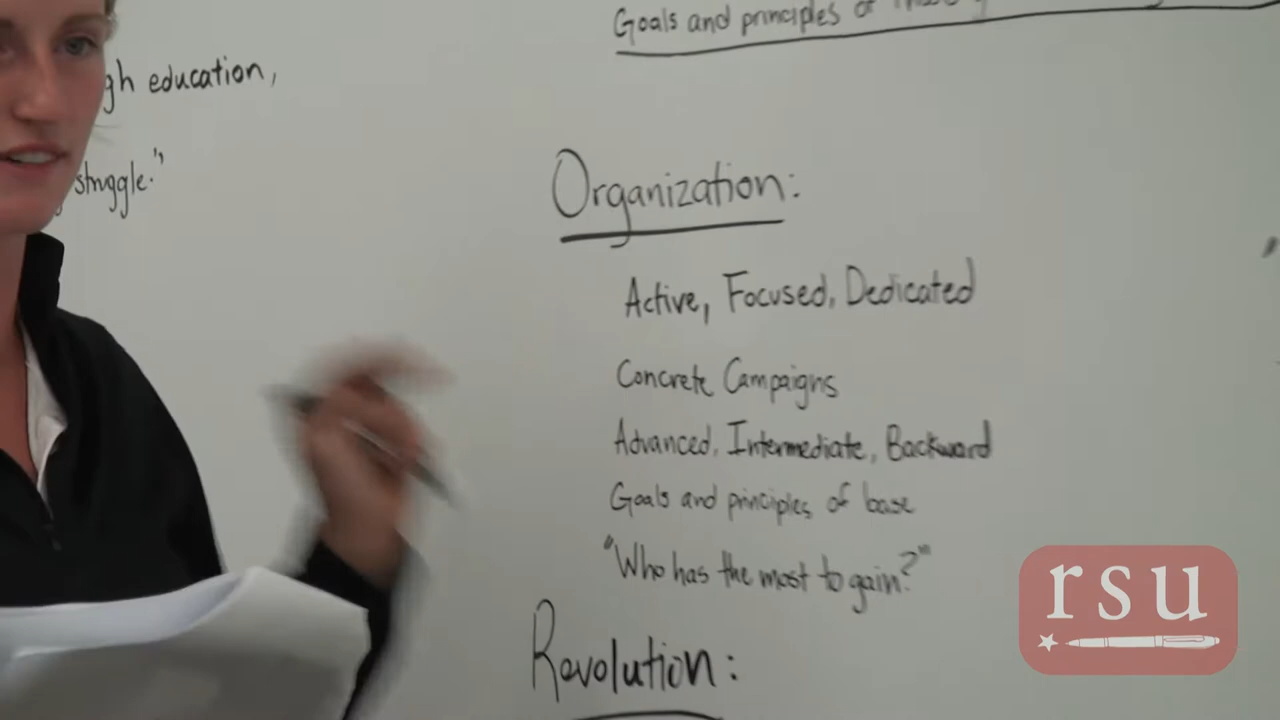 Goals and principles of
gh education,
struggle."
Organization:
Active, Focused, Dedicated
Concrete Campaigns
Advanced, Intermediate, Backward
Goals and principles of base
"Who has the most to gain?"
Revolution:
rsu